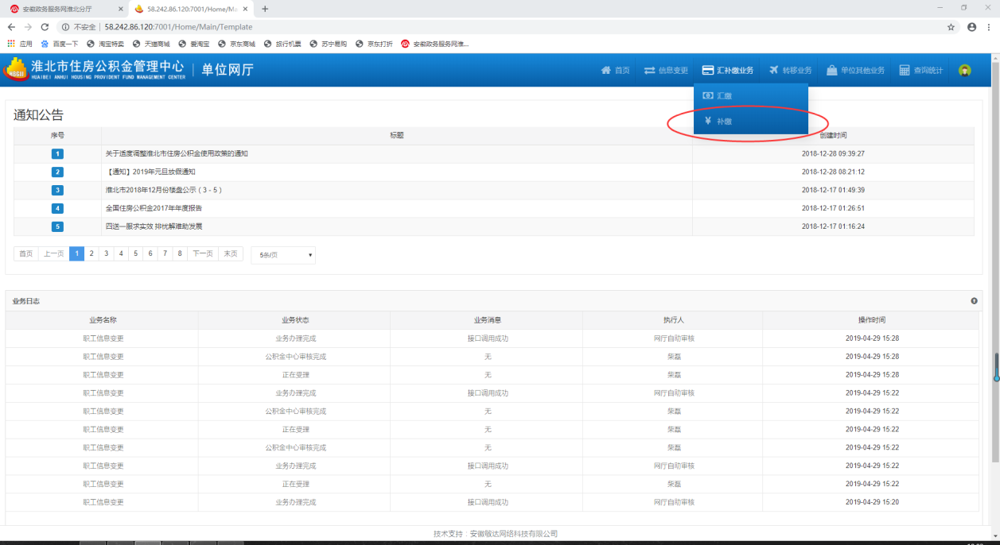 安徽政务服务网淮北分厅
58.242.86.120:7001/Home/Ma
不安全 | 58.242.86.120:7001/Home/Main/Template
应用 百度一下 淘宝特卖 天猫商城 爱淘宝 京东商城 旅行机票 苏宁易购 京东打折 安徽政务服务网淮...
淮北市住房公积金管理中心 单位网厅
HUAIBEI ANHUI HOUSING PROVIDENT FUND MANAGEMENT CENTER
首页 信息变更 汇补缴业务 转移业务 单位其他业务 查询统计
汇缴
补缴
通知公告
序号 标题 创建时间
1 关于适度调整淮北市住房公积金使用政策的通知 2018-12-28 09:39:27
2 【通知】2019年元旦放假通知 2018-12-28 08:21:12
3 淮北市2018年12月份楼盘公示（3-5） 2018-12-17 01:49:39
4 全国住房公积金2017年年度报告 2018-12-17 01:26:51
5 四送一服求实效 排忧解难助发展 2018-12-17 01:16:24
首页 上一页 1 2 3 4 5 6 7 8 下一页 末页 5条/页
业务日志
业务名称 业务状态 业务消息 执行人 操作时间
职工信息变更 业务办理完成 接口调用成功 网厅自动审核 2019-04-29 15:28
职工信息变更 公积金中心审核完成 无 柴磊 2019-04-29 15:28
职工信息变更 正在受理 无 柴磊 2019-04-29 15:28
职工信息变更 业务办理完成 接口调用成功 网厅自动审核 2019-04-29 15:22
职工信息变更 公积金中心审核完成 无 柴磊 2019-04-29 15:22
职工信息变更 正在受理 无 柴磊 2019-04-29 15:22
职工信息变更 公积金中心审核完成 无 柴磊 2019-04-29 15:22
职工信息变更 业务办理完成 接口调用成功 网厅自动审核 2019-04-29 15:22
职工信息变更 正在受理 无 柴磊 2019-04-29 15:22
职工信息变更 业务办理完成 接口调用成功 网厅自动审核 2019-04-29 15:20
技术支持：安徽敏达网络科技有限公司